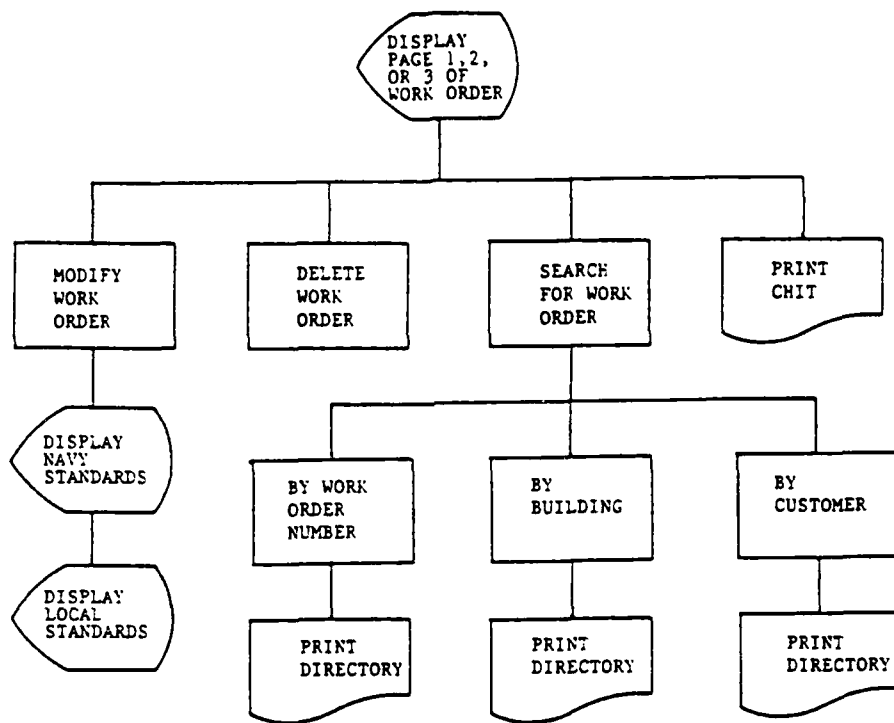 DISPLAY
PAGE 1,2,
OR 3 OF
WORK ORDER
MODIFY
WORK
ORDER
DELETE
WORK
ORDER
SEARCH
FOR WORK
ORDER
PRINT
CHIT
DISPLAY
NAVY
STANDARDS
DISPLAY
LOCAL
STANDARDS
BY WORK
ORDER
NUMBER
BY
BUILDING
BY
CUSTOMER
PRINT
DIRECTORY
PRINT
DIRECTORY
PRINT
DIRECTORY